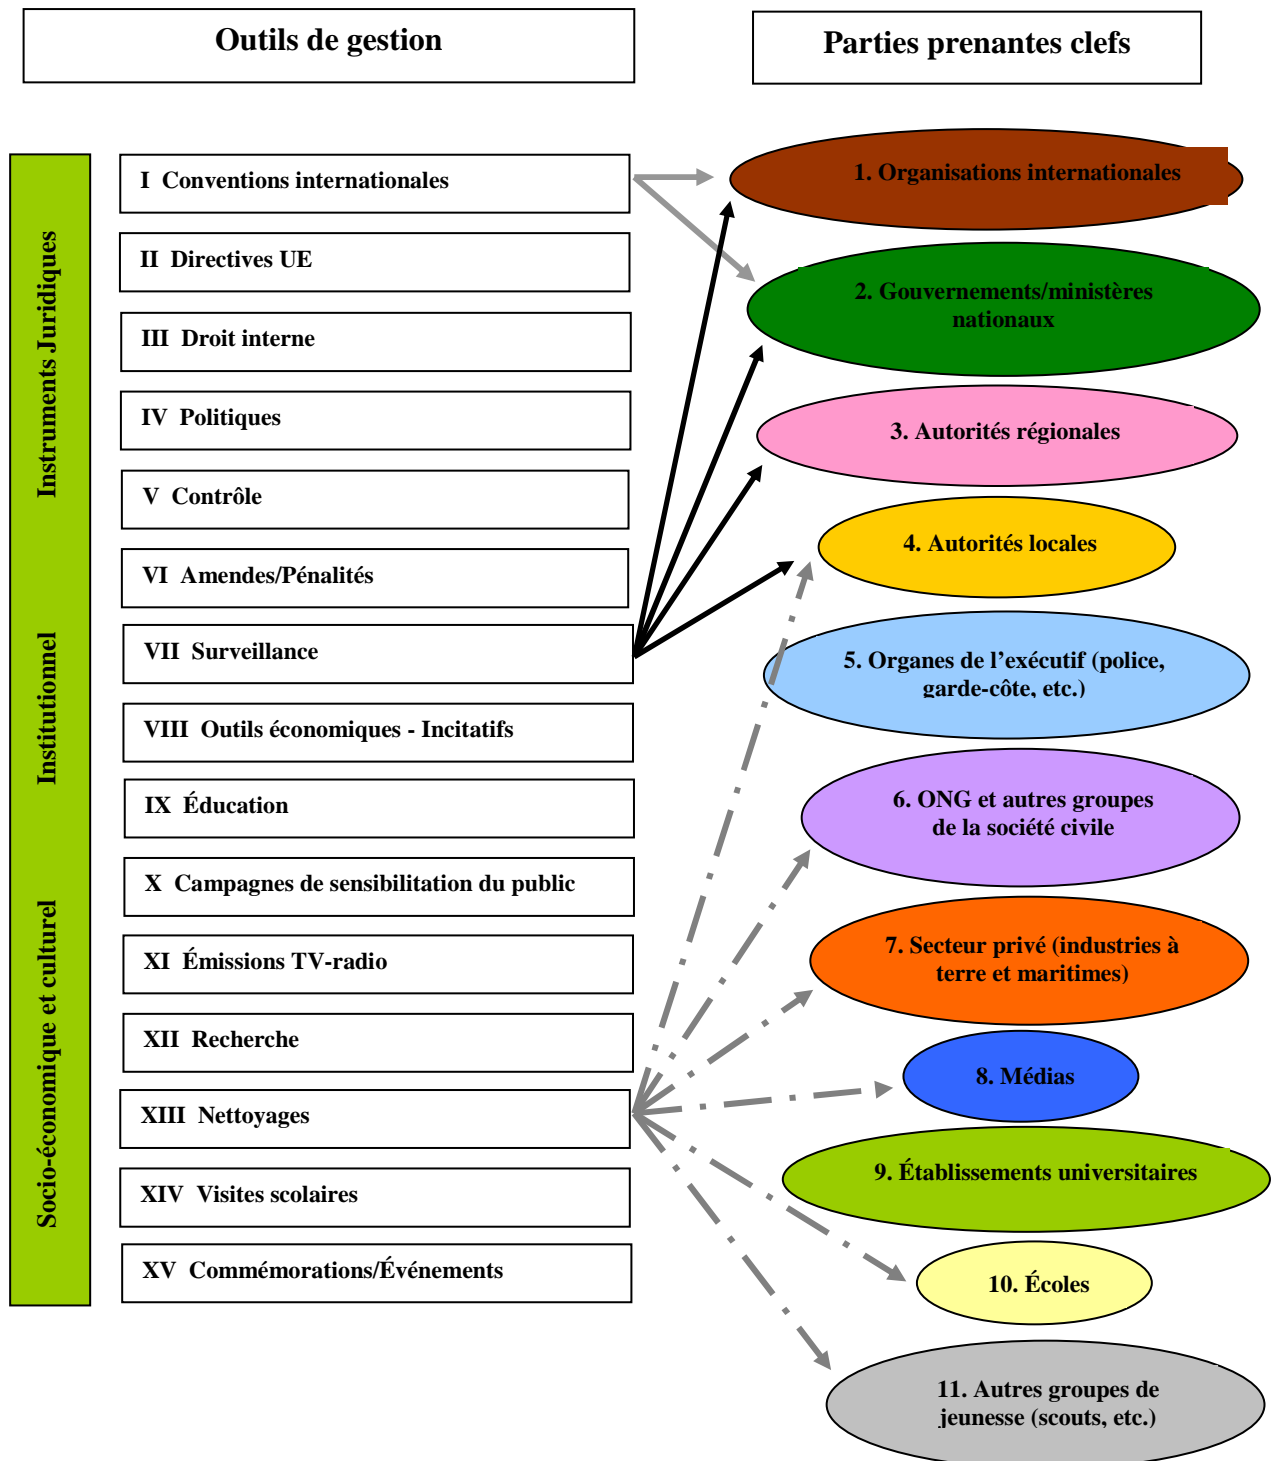 Outils de gestion
Parties prenantes clefs
Instruments Juridiques
Institutionnel
Socio-économique et culturel
I Conventions internationales
II Directives UE
III Droit interne
IV Politiques
V Contrôle
VI Amendes/Pénalités
VII Surveillance
VIII Outils économiques - Incitatifs
IX Éducation
X Campagnes de sensibilitation du public
XI Émissions TV-radio
XII Recherche
XIII Nettoyages
XIV Visites scolaires
XV Commémorations/Événements
1. Organisations internationales
2. Gouvernements/ministères
nationaux
3. Autorités régionales
4. Autorités locales
5. Organes de l’exécutif (police,
garde-côte, etc.)
6. ONG et autres groupes
de la société civile
7. Secteur privé (industries à
terre et maritimes)
8. Médias
9. Établissements universitaires
10. Écoles
11. Autres groupes de
jeunesse (scouts, etc.)